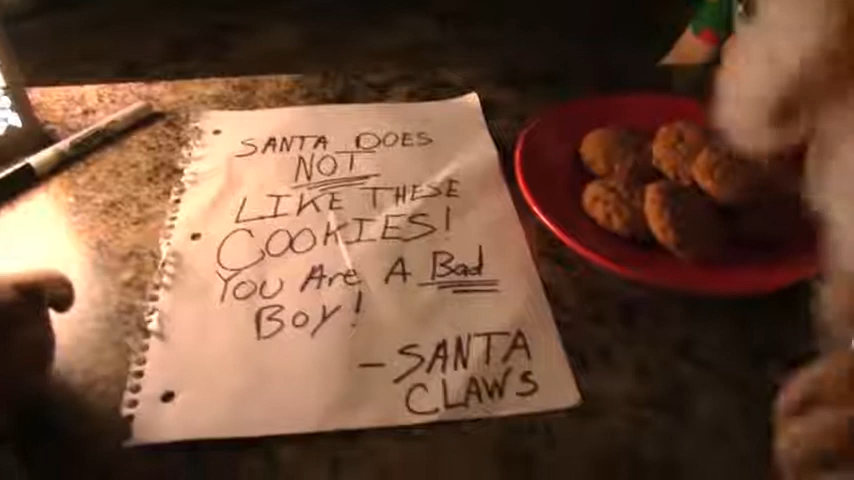 SANTA DOES
NOT
LIKE THESE
COOKIES!
YOU Are A Bad
Boy!
-SANTA
CLAWS